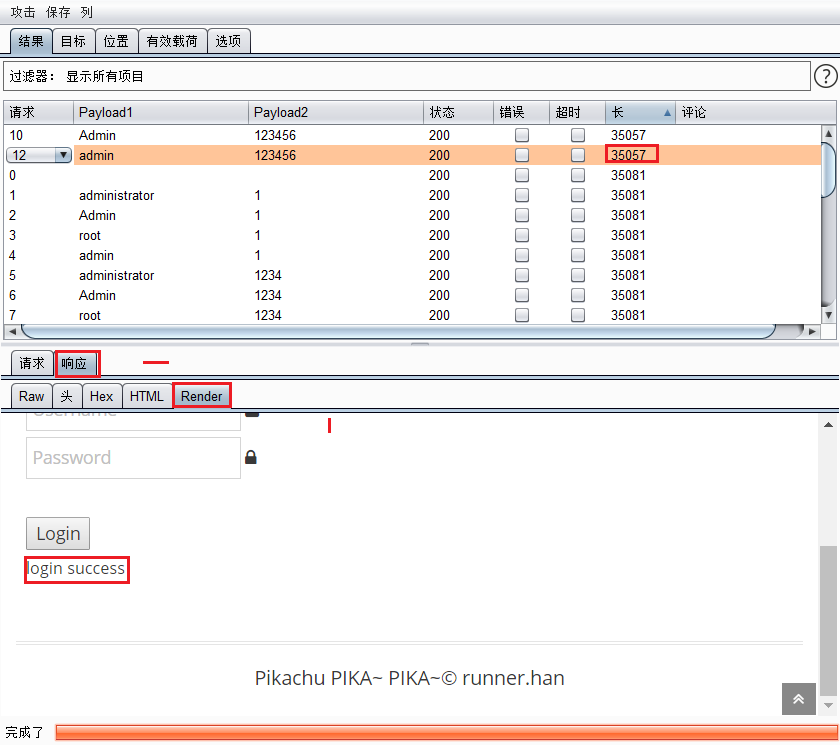 攻击 保存 列
结果 目标 位置 有效载荷 选项
过滤器： 显示所有项目 ?
请求 Payload1 Payload2 状态 错误 超时 长 评论
10 Admin 123456 200 35057
12 admin 123456 200 35057
0 200 35081
1 administrator 1 200 35081
2 Admin 1 200 35081
3 root 1 200 35081
4 admin 1 200 35081
5 administrator 1234 200 35081
6 Admin 1234 200 35081
7 root 1234 200 35081
请求 响应
Raw 头 Hex HTML Render
Username
Password
Login
login success
Pikachu PIKA~ PIKA~© runner.han
完成了